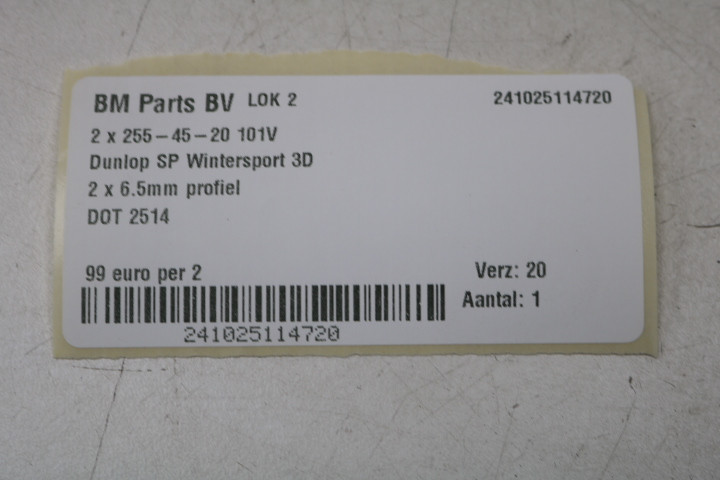 BM Parts BV LOK 2 241025114720
2 x 255-45-20 101V
Dunlop SP Wintersport 3D
2 x 6.5mm profiel
DOT 2514
99 euro per 2 Verz: 20
Aantal: 1
241025114720